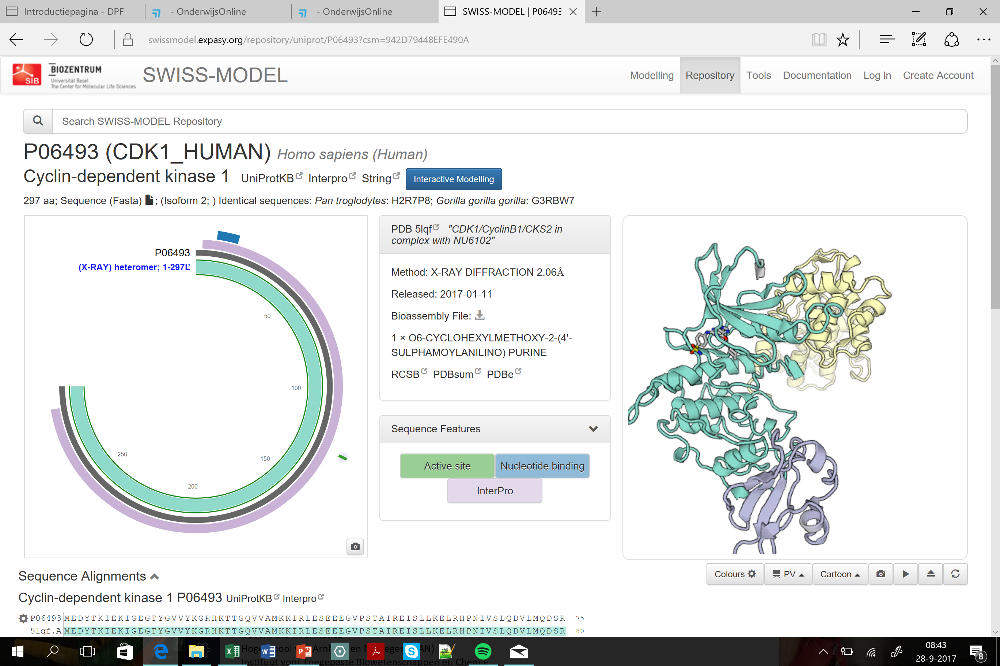 Introductiepagina - DPF
- OnderwijsOnline
- OnderwijsOnline
SWISS-MODEL | P06493
swissmodel.expasy.org/repository/uniprot/P06493?csm=942D79448EFE490A
SIB
BIOZENTRUM
Universität Basel
The Center for Molecular Life Sciences
SWISS-MODEL
Modelling Repository Tools Documentation Log in Create Account
Search SWISS-MODEL Repository
P06493 (CDK1_HUMAN) Homo sapiens (Human)
Cyclin-dependent kinase 1 UniProtKB Interpro String Interactive Modelling
297 aa; Sequence (Fasta) ; (Isoform 2; ) Identical sequences: Pan troglodytes: H2R7P8; Gorilla gorilla gorilla: G3RBW7
P06493
(X-RAY) heteromer; 1-297
50
100
150
200
250
PDB 5lqf "CDK1/CyclinB1/CKS2 in
complex with NU6102"
Method: X-RAY DIFFRACTION 2.06Å
Released: 2017-01-11
Bioassembly File:
1 × O6-CYCLOHEXYLMETHOXY-2-(4'-
SULPHAMOYLANILINO) PURINE
RCSB PDBsum PDBe
Sequence Features
Active site Nucleotide binding
InterPro
Colours PV Cartoon
Sequence Alignments
Cyclin-dependent kinase 1 P06493 UniProtKB Interpro
P06493 MEDYTKIEKIGEGTYGVVYKGRHKTTGQVVAMKKIRLESEEEGVPSTAIREISLLKELRHPNIVSLQDVLMQDSR 75
5lqf.A MEDYTKIEKIGEGTYGVVYKGRHKTTGQVVAMKKIRLESEEEGVPSTAIREISLLKELRHPNIVSLQDVLMQDSR 80
Instituut voor Toegepaste Biowetenschappen en Chemie
08:43
28-9-2017
8